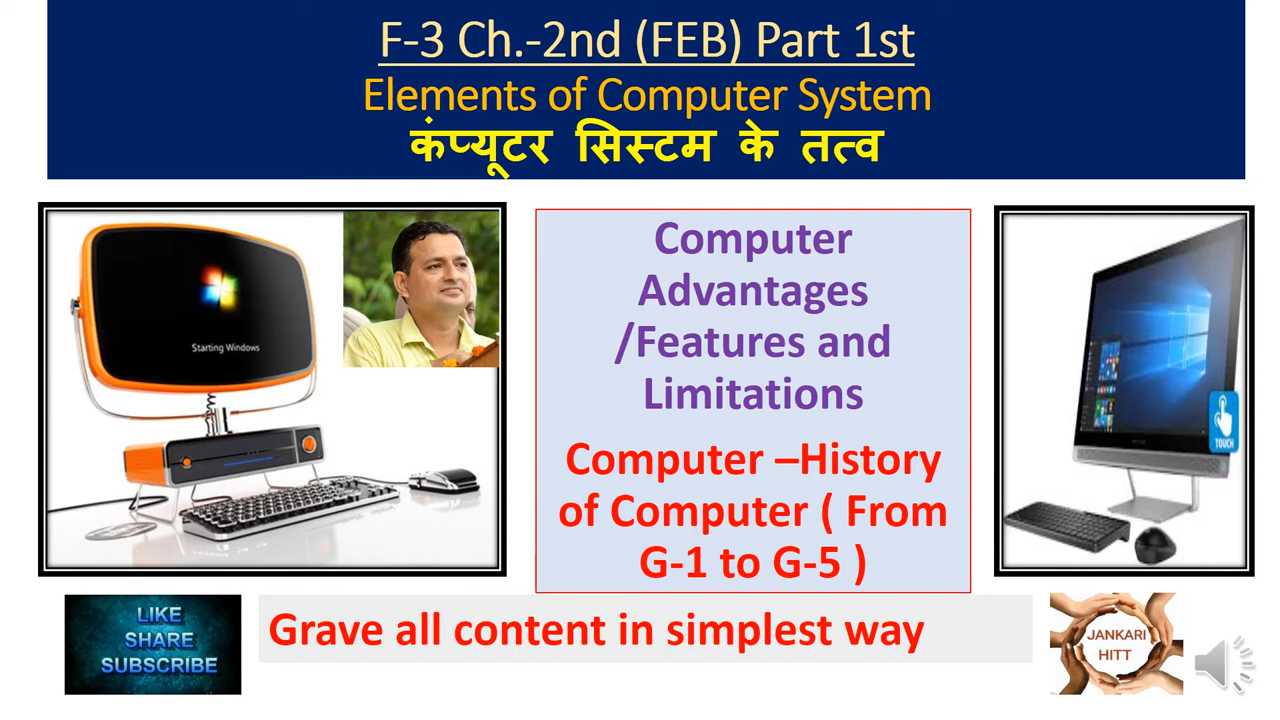 F-3 Ch.-2nd (FEB) Part 1st
Elements of Computer System
कंप्यूटर सिस्टम के तत्व
Starting Windows
Computer
Advantages
/Features and
Limitations
Computer –History
of Computer ( From
G-1 to G-5 )
TOUCH
LIKE
SHARE
SUBSCRIBE
Grave all content in simplest way
JANKARI
HITT